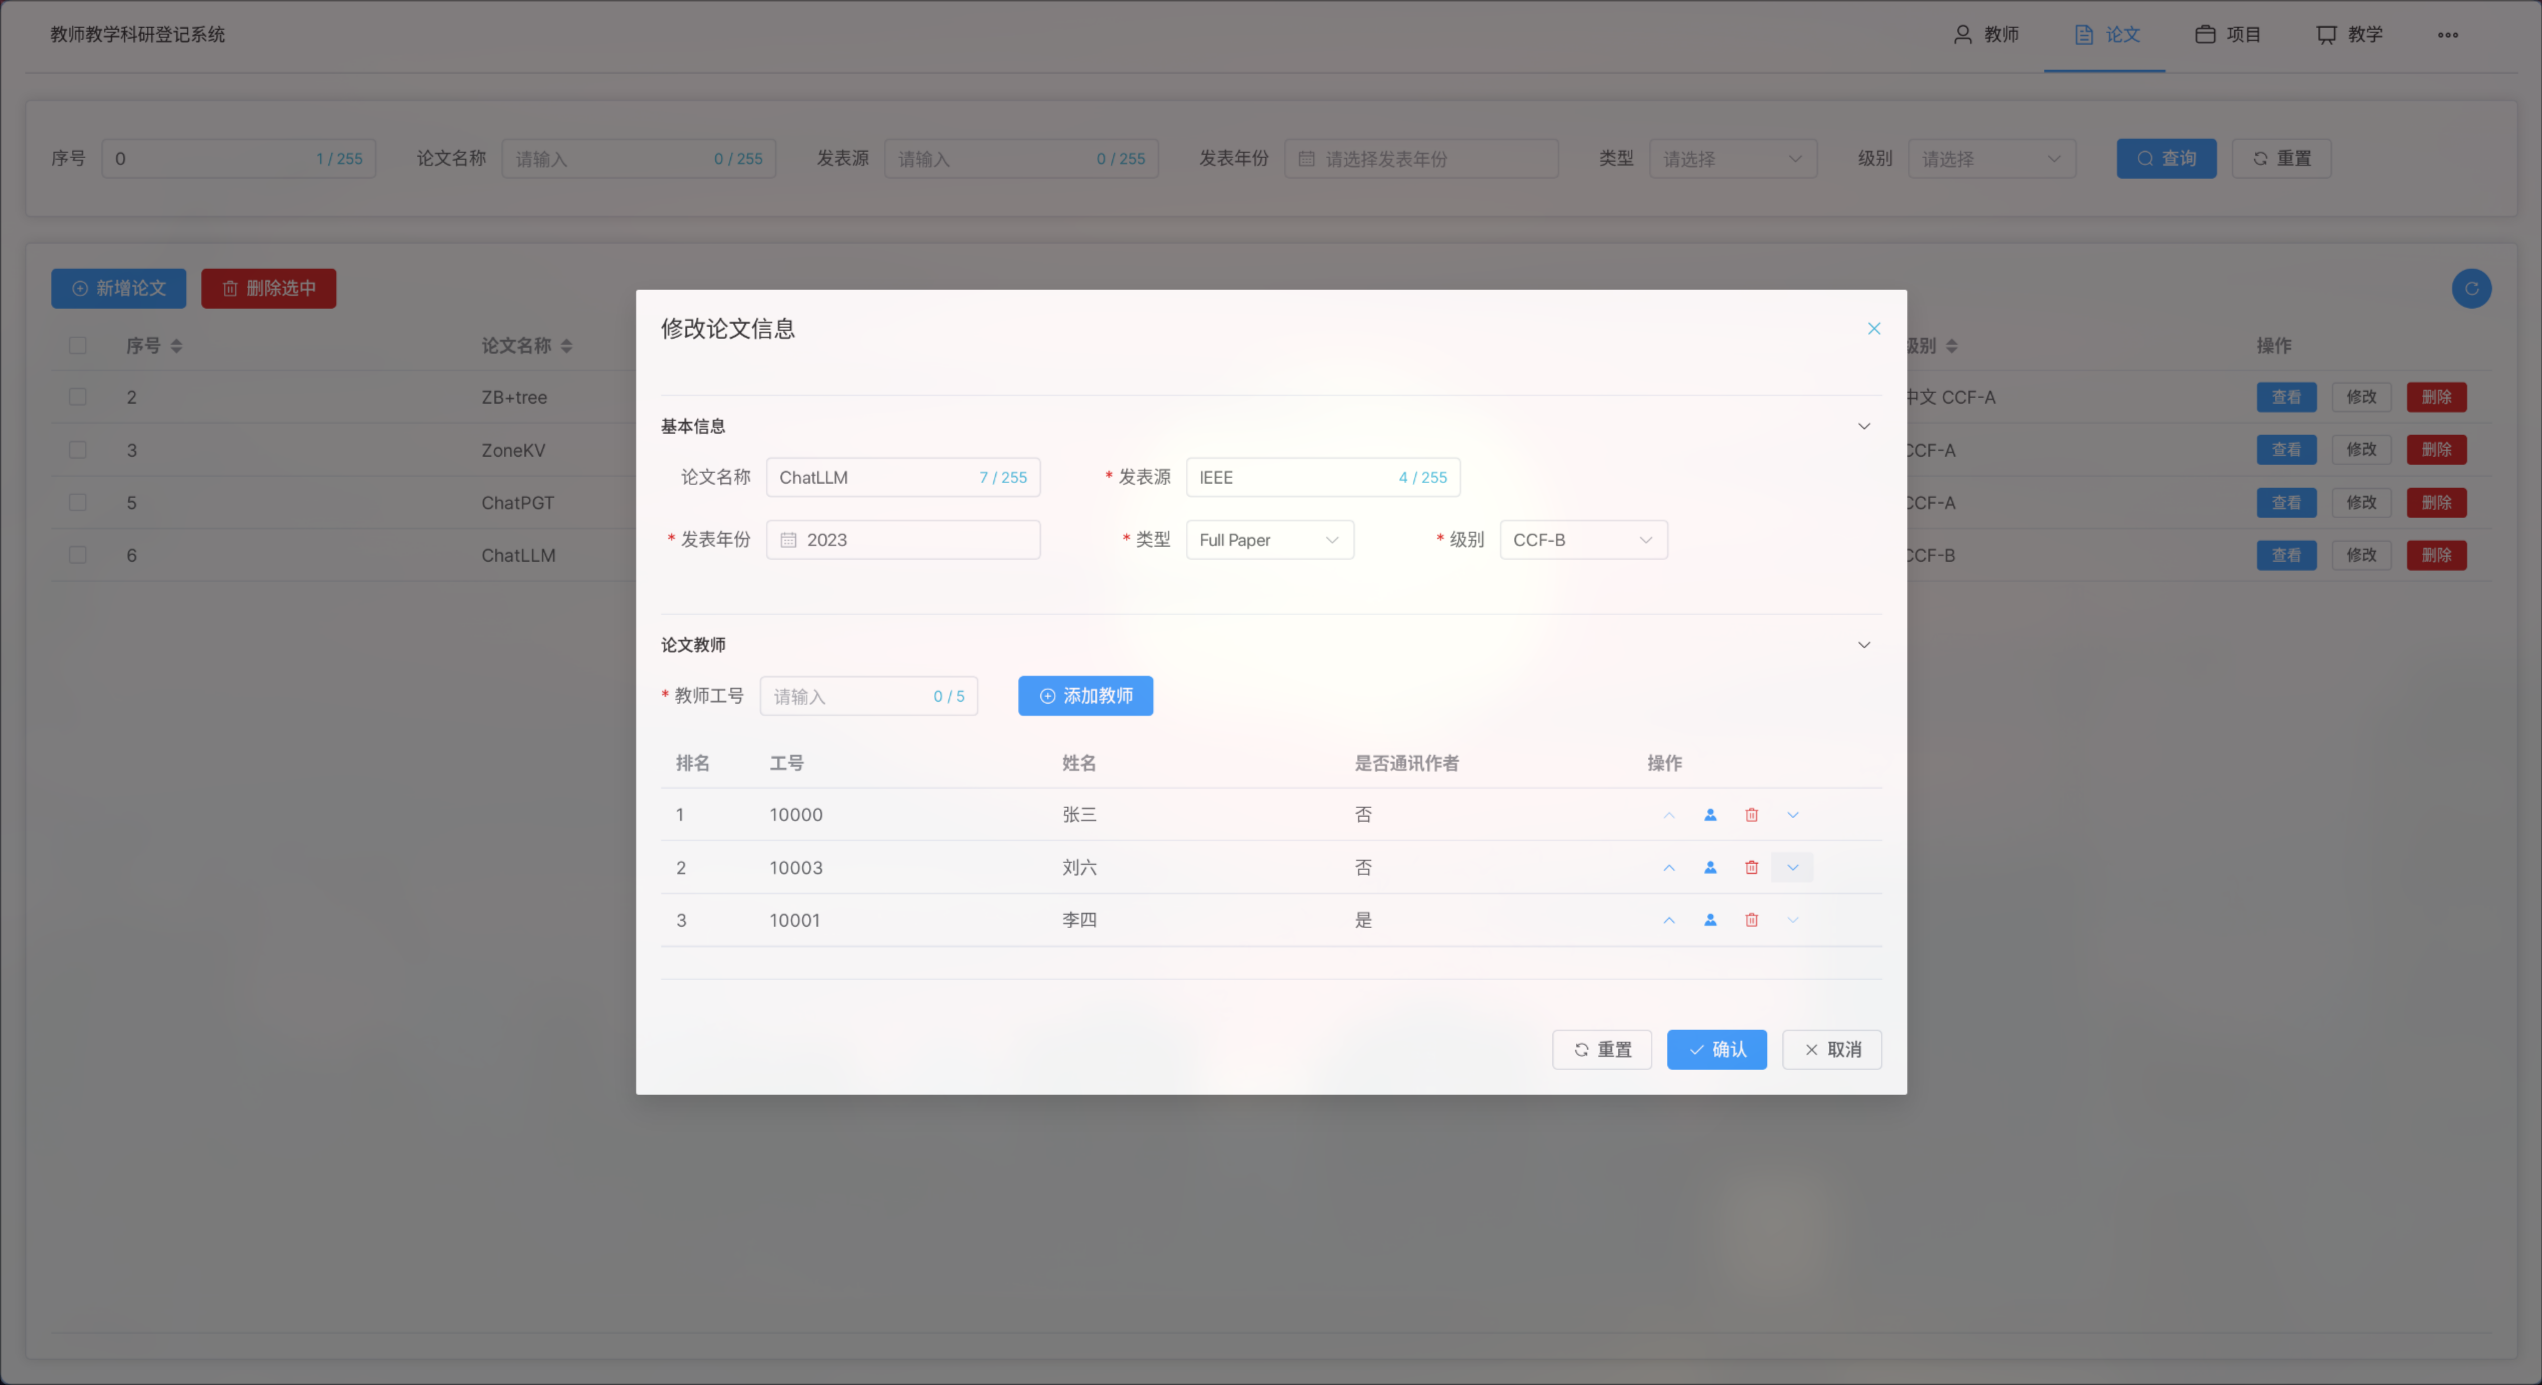 教师教学科研登记系统 教师 论文 项目 教学
序号 0 1 / 255 论文名称 请输入 0 / 255 发表源 请输入 0 / 255 发表年份 请选择发表年份 类型 请选择 级别 请选择 查询 重置
新增论文 删除选中
序号 论文名称 级别 操作
2 ZB+tree 中文 CCF-A 查看 修改 删除
3 ZoneKV CCF-A 查看 修改 删除
5 ChatPGT CCF-A 查看 修改 删除
6 ChatLLM CCF-B 查看 修改 删除
修改论文信息
基本信息
论文名称 ChatLLM 7 / 255 * 发表源 IEEE 4 / 255
* 发表年份 2023 * 类型 Full Paper * 级别 CCF-B
论文教师
* 教师工号 请输入 0 / 5 添加教师
排名 工号 姓名 是否通讯作者 操作
1 10000 张三 否
2 10003 刘六 否
3 10001 李四 是
重置 确认 取消